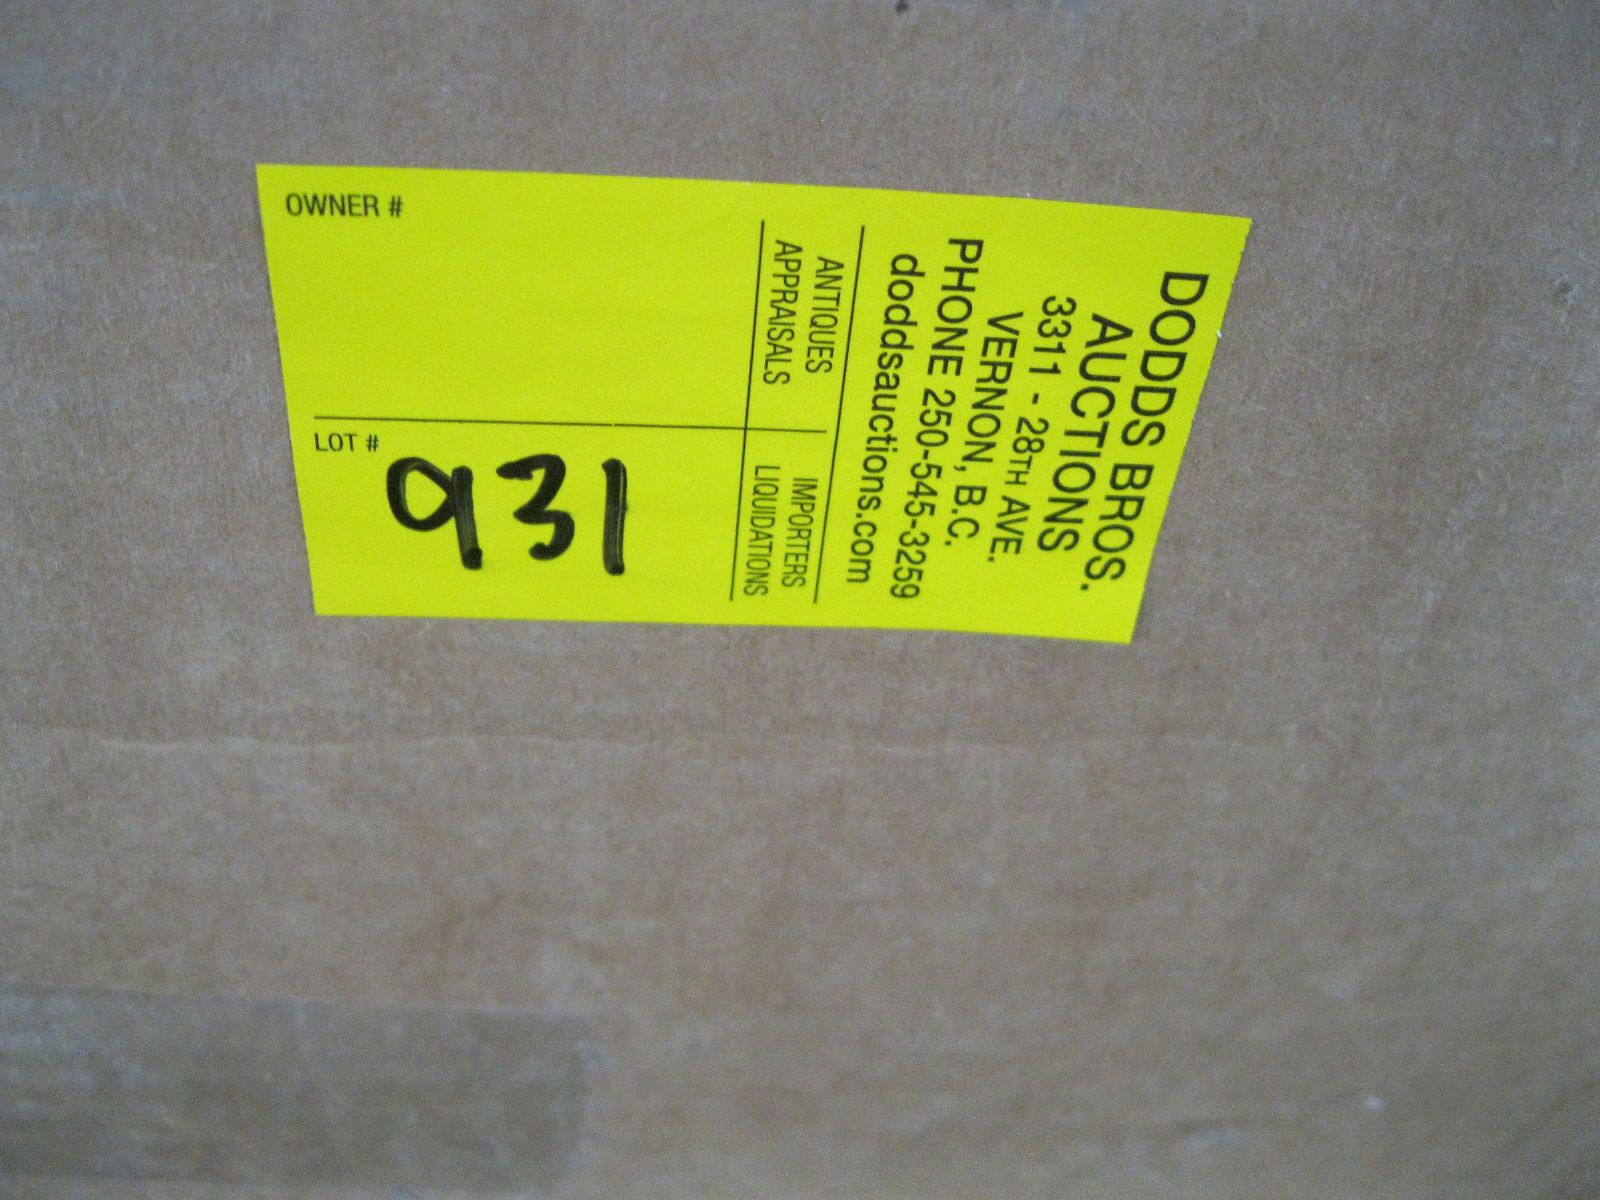 DODDS BROS.
AUCTIONS
3311 - 28TH AVE.
VERNON, B.C.
PHONE 250-545-3259
doddsauctions.com
ANTIQUES
APPRAISALS
IMPORTERS
LIQUIDATIONS
OWNER #
LOT # 931